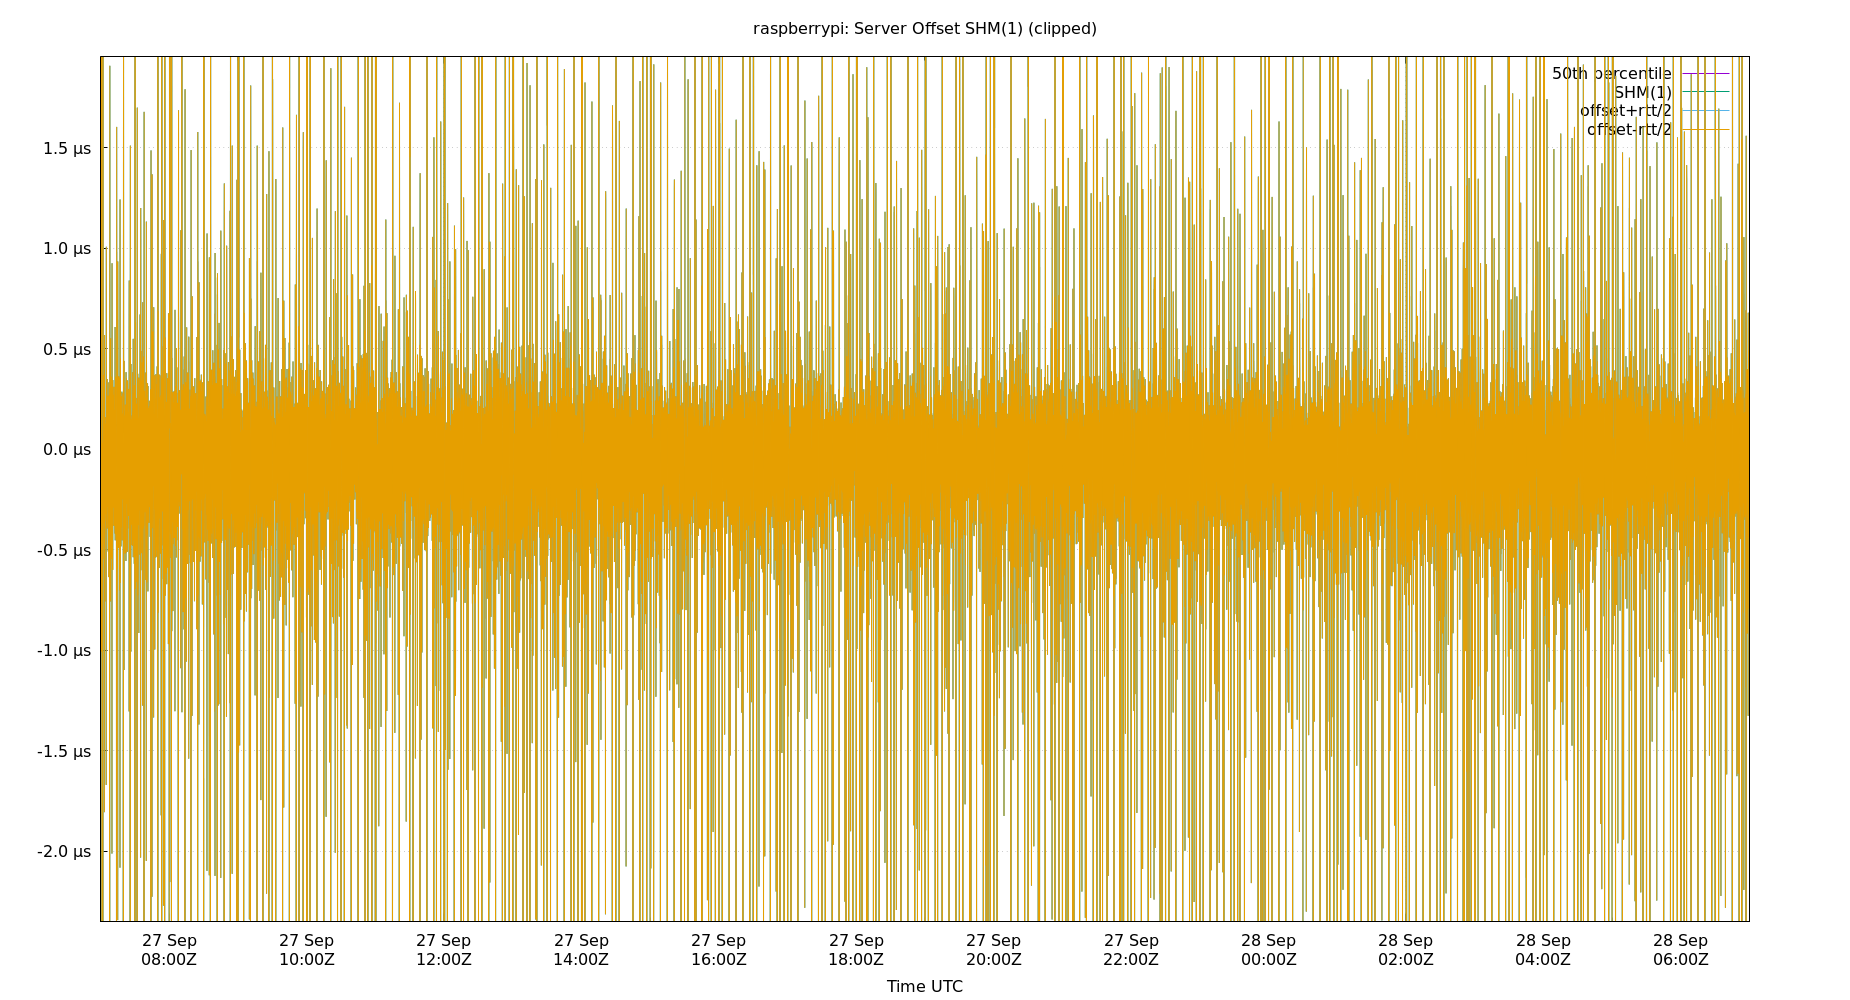 raspberrypi: Server Offset SHM(1) (clipped)
50th percentile
SHM(1)
offset+rtt/2
offset-rtt/2
1.5 µs
1.0 µs
0.5 µs
0.0 µs
-0.5 µs
-1.0 µs
-1.5 µs
-2.0 µs
27 Sep 27 Sep 27 Sep 27 Sep 27 Sep 27 Sep 27 Sep 27 Sep 28 Sep 28 Sep 28 Sep 28 Sep
08:00Z 10:00Z 12:00Z 14:00Z 16:00Z 18:00Z 20:00Z 22:00Z 00:00Z 02:00Z 04:00Z 06:00Z
Time UTC